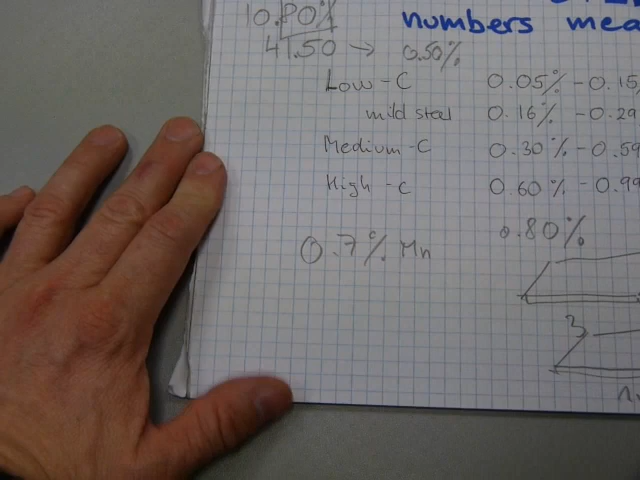 10.80%
numbers mea
41.50 → 0.50%
Low-C 0.05% - 0.15
mild steel 0.16% - 0.29
Medium-C 0.30% - 0.59
High-C 0.60% - 0.99
0.80%
0.7% Mn
3